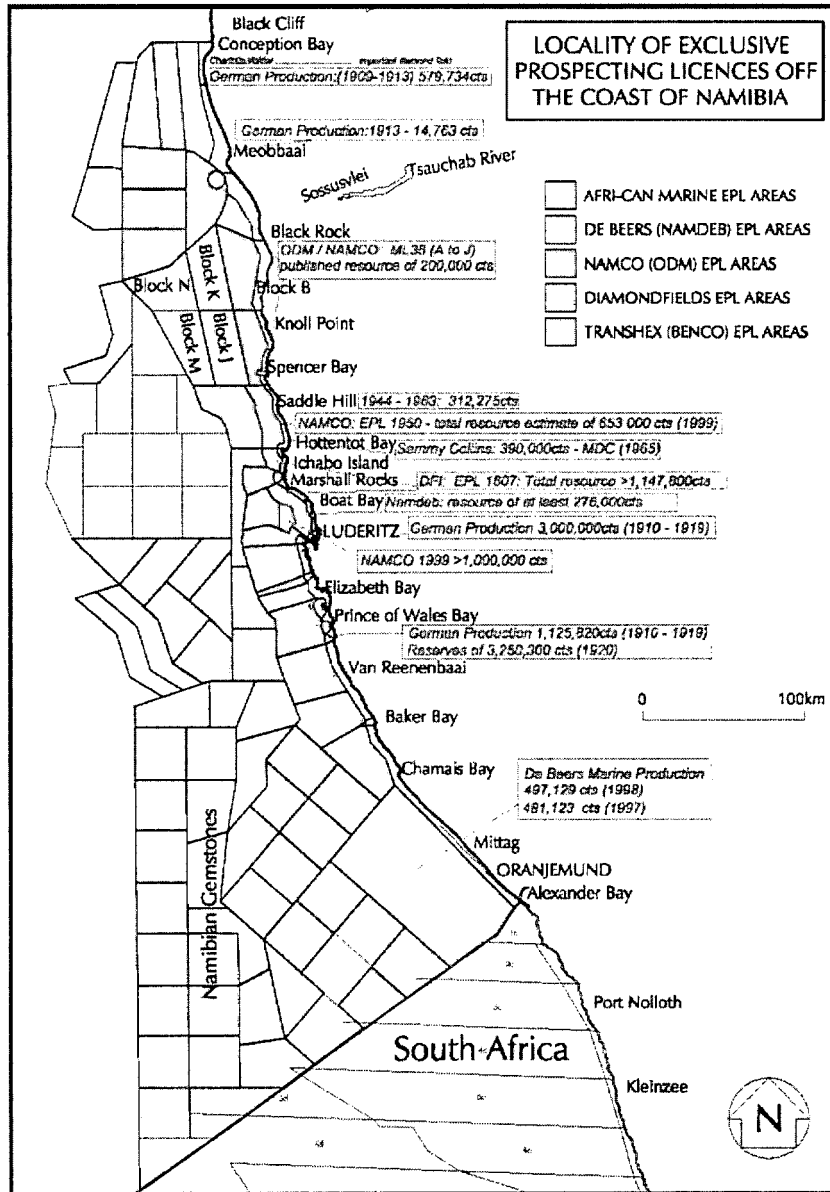 LOCALITY OF EXCLUSIVE
PROSPECTING LICENCES OFF
THE COAST OF NAMIBIA
AFRI-CAN MARINE EPL AREAS
DE BEERS (NAMDEB) EPL AREAS
NAMCO (ODM) EPL AREAS
DIAMONDFIELDS EPL AREAS
TRANSHEX (BENCO) EPL AREAS
Black Cliff
Conception Bay
German Production:(1909-1913) 579,734cts
German Production:1913 - 14,763 cts
Meobbaai
Sossusvlei
Tsauchab River
Black Rock
ODM / NAMCO: ML36 (A to J)
published resource of 200,000 cts
Block N
Block K
Block B
Block M
Block J
Knoll Point
Spencer Bay
Saddle Hill
1944 - 1963: 312,275cts
NAMCO: EPL 1950 - total resource estimate of 653 000 cts (1999)
Hottentot Bay
Sammy Collins: 390,000cts - MDC (1965)
Ichabo Island
Marshall Rocks
DFI: EPL 1607: Total resource >1,147,600cts
Boat Bay
Namdeb: resource of at least 276,000cts
LUDERITZ
German Production 3,000,000cts (1910 - 1919)
NAMCO 1999 >1,000,000 cts
Elizabeth Bay
Prince of Wales Bay
German Production 1,125,820cts (1910 - 1919)
Reserves of 3,250,300 cts (1920)
Van Reenenbaai
0 100km
Baker Bay
Chamais Bay
De Beers Marine Production
497,129 cts (1998)
481,123 cts (1997)
Mittag
ORANJEMUND
Alexander Bay
Namibian Gemstones
Port Nolloth
South Africa
Kleinzee
N